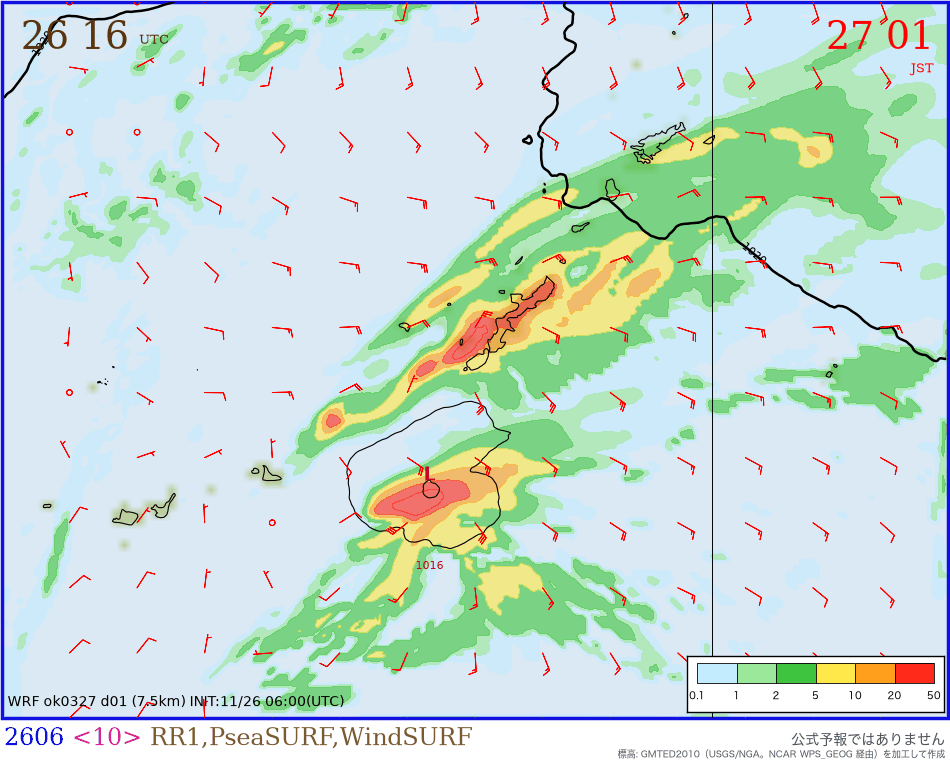 26 16 UTC
27 01
JST
1020
1020
1016
WRF ok0327 d01 (7.5km) INIT:11/26 06:00(UTC)
0.1 1 2 5 10 20 50
2606 <10> RR1,PseaSURF,WindSURF
公式予報ではありません
標高: GMTED2010（USGS/NGA。NCAR WPS_GEOG 経由）を加工して作成